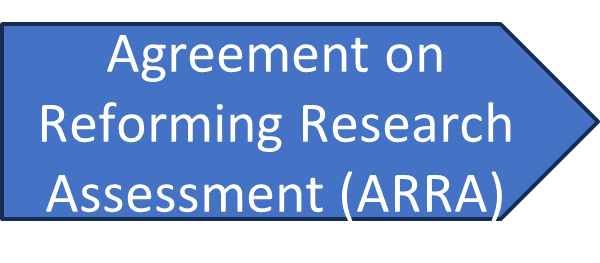 Agreement on
Reforming Research
Assessment (ARRA)